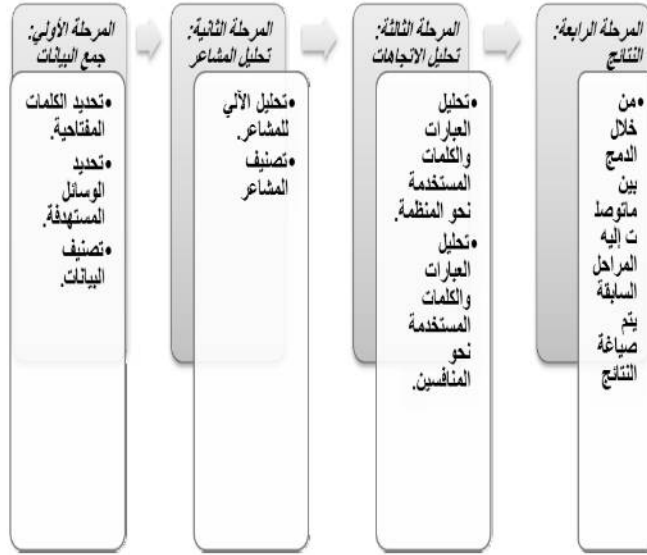 المرحلة الأولي:
جمع البيانات
•تحديد الكلمات
المفتاحية.
•تحديد
الوسائل
المستهدفة.
•تصنيف
البيانات.
المرحلة الثانية:
تحليل المشاعر
•تحليل الآلي
للمشاعر.
•تصنيف
المشاعر
المرحلة الثالثة:
تحليل الاتجاهات
•تحليل
العبارات
والكلمات
المستخدمة
نحو المنظمة.
•تحليل
العبارات
والكلمات
المستخدمة
نحو
المنافسين.
المرحلة الرابعة:
النتائج
•من
خلال
الدمج
بين
ماتوصل
ت إليه
المراحل
السابقة
يتم
صياغة
النتائج